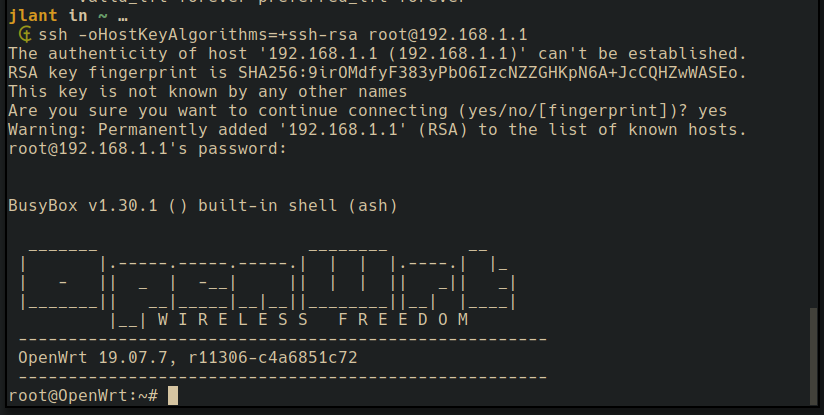 jlant in ~ …
ssh -oHostKeyAlgorithms=+ssh-rsa root@192.168.1.1
The authenticity of host '192.168.1.1 (192.168.1.1)' can't be established.
RSA key fingerprint is SHA256:9irOMdfyF383yPbO6IzcNZZGHKpN6A+JcCQHZwWASEo.
This key is not known by any other names
Are you sure you want to continue connecting (yes/no/[fingerprint])? yes
Warning: Permanently added '192.168.1.1' (RSA) to the list of known hosts.
root@192.168.1.1's password:
BusyBox v1.30.1 () built-in shell (ash)
OpenWrt
W I R E L E S S   F R E E D O M
-----------------------------------------------------
OpenWrt 19.07.7, r11306-c4a6851c72
-----------------------------------------------------
root@OpenWrt:~#